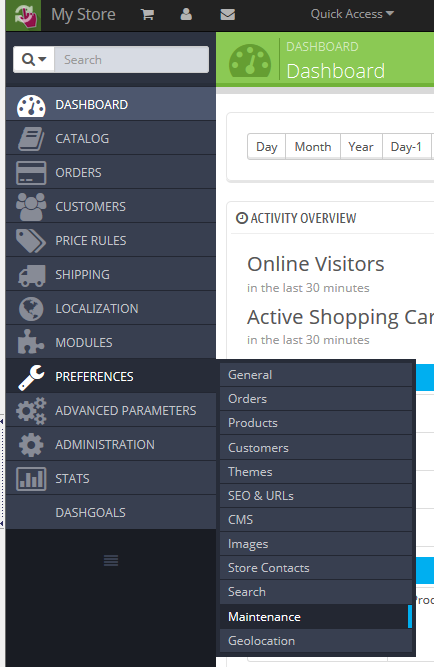 My Store
Quick Access
Search
DASHBOARD
Dashboard
DASHBOARD
CATALOG
ORDERS
CUSTOMERS
PRICE RULES
SHIPPING
LOCALIZATION
MODULES
PREFERENCES
ADVANCED PARAMETERS
ADMINISTRATION
STATS
DASHGOALS
Day Month Year Day-1
ACTIVITY OVERVIEW
Online Visitors
in the last 30 minutes
Active Shopping Car
in the last 30 minutes
General
Orders
Products
Customers
Themes
SEO & URLs
CMS
Images
Store Contacts
Search
Maintenance
Geolocation